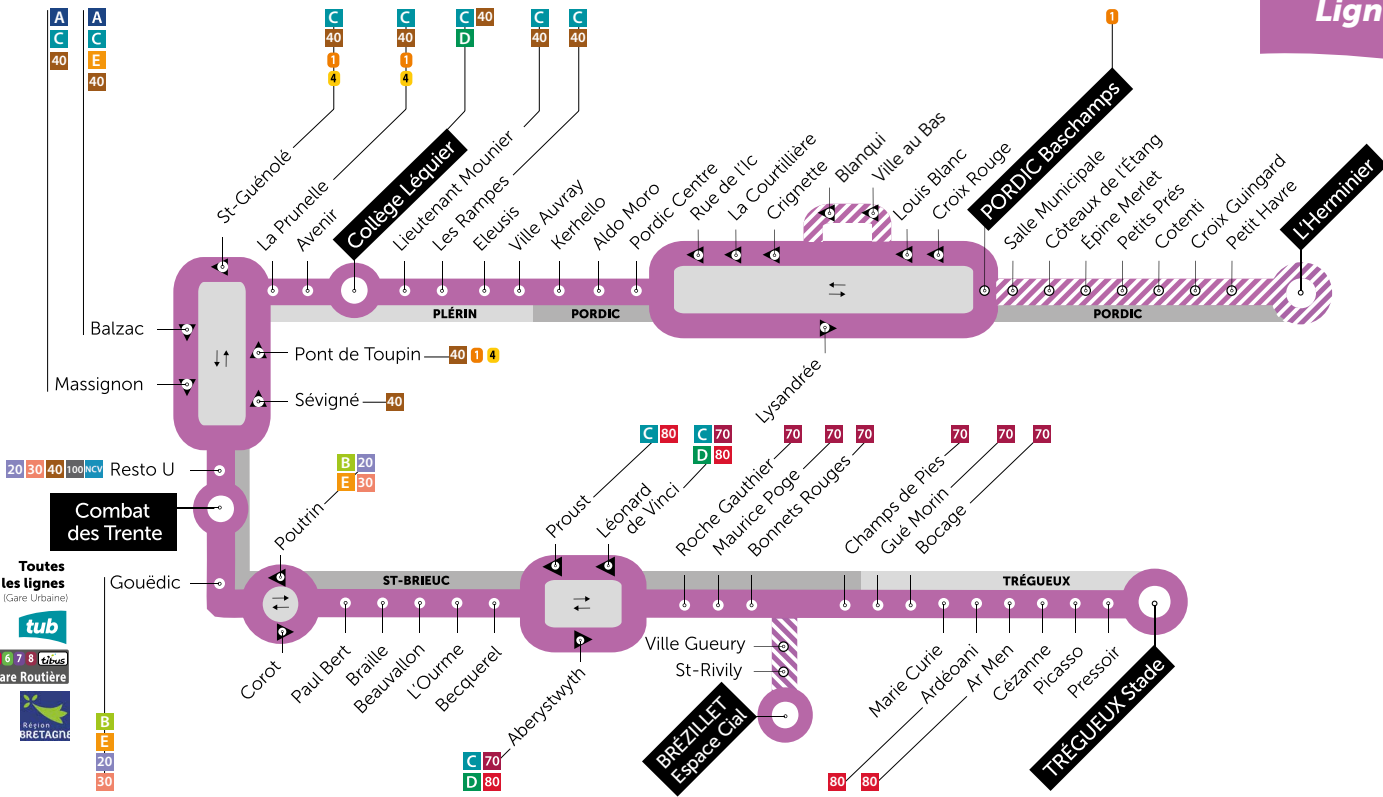 A
C
40
A
C
E
40
C
40
1
4
C
40
1
4
C 40
D
C
40
C
40
1
St-Guénolé
La Prunelle
Avenir
Collège Léquier
Lieutenant Mounier
Les Rampes
Eleusis
Ville Auvray
Kerhello
Aldo Moro
Pordic Centre
Rue de l'Ic
La Courtillière
Crignette
Blanqui
Ville au Bas
Louis Blanc
Croix Rouge
PORDIC Baschamps
Salle Municipale
Côteaux de l'Étang
Épine Merlet
Petits Prés
Cotenti
Croix Guingard
Petit Havre
L'Herminier
PLÉRIN
PORDIC
PORDIC
Balzac
Massignon
Pont de Toupin 40 1 4
Sévigné 40
Lysandrée
20 30 40 100 NCV Resto U
Combat
des Trente
Gouëdic
Toutes
les lignes
(Gare Urbaine)
tub
6 7 8 tibus
Routière
Région
BRETAGNE
B
E
20
30
B 20
E 30
Poutrin
Corot
ST-BRIEUC
Paul Bert
Braille
Beauvallon
L'Ourme
Becquerel
C 80
Proust
C 70
D 80
Léonard
de Vinci
Aberystwyth
C 70
D 80
70
Roche Gauthier
70
Maurice Poge
70
Bonnets Rouges
Ville Gueury
St-Rivily
BRÉZILLET
Espace Cial
70
Champs de Pies
70
Gué Morin
70
Bocage
TRÉGUEUX
Marie Curie
Ardéoani
Ar Men
Cézanne
Picasso
Pressoir
80
80
TRÉGUEUX Stade